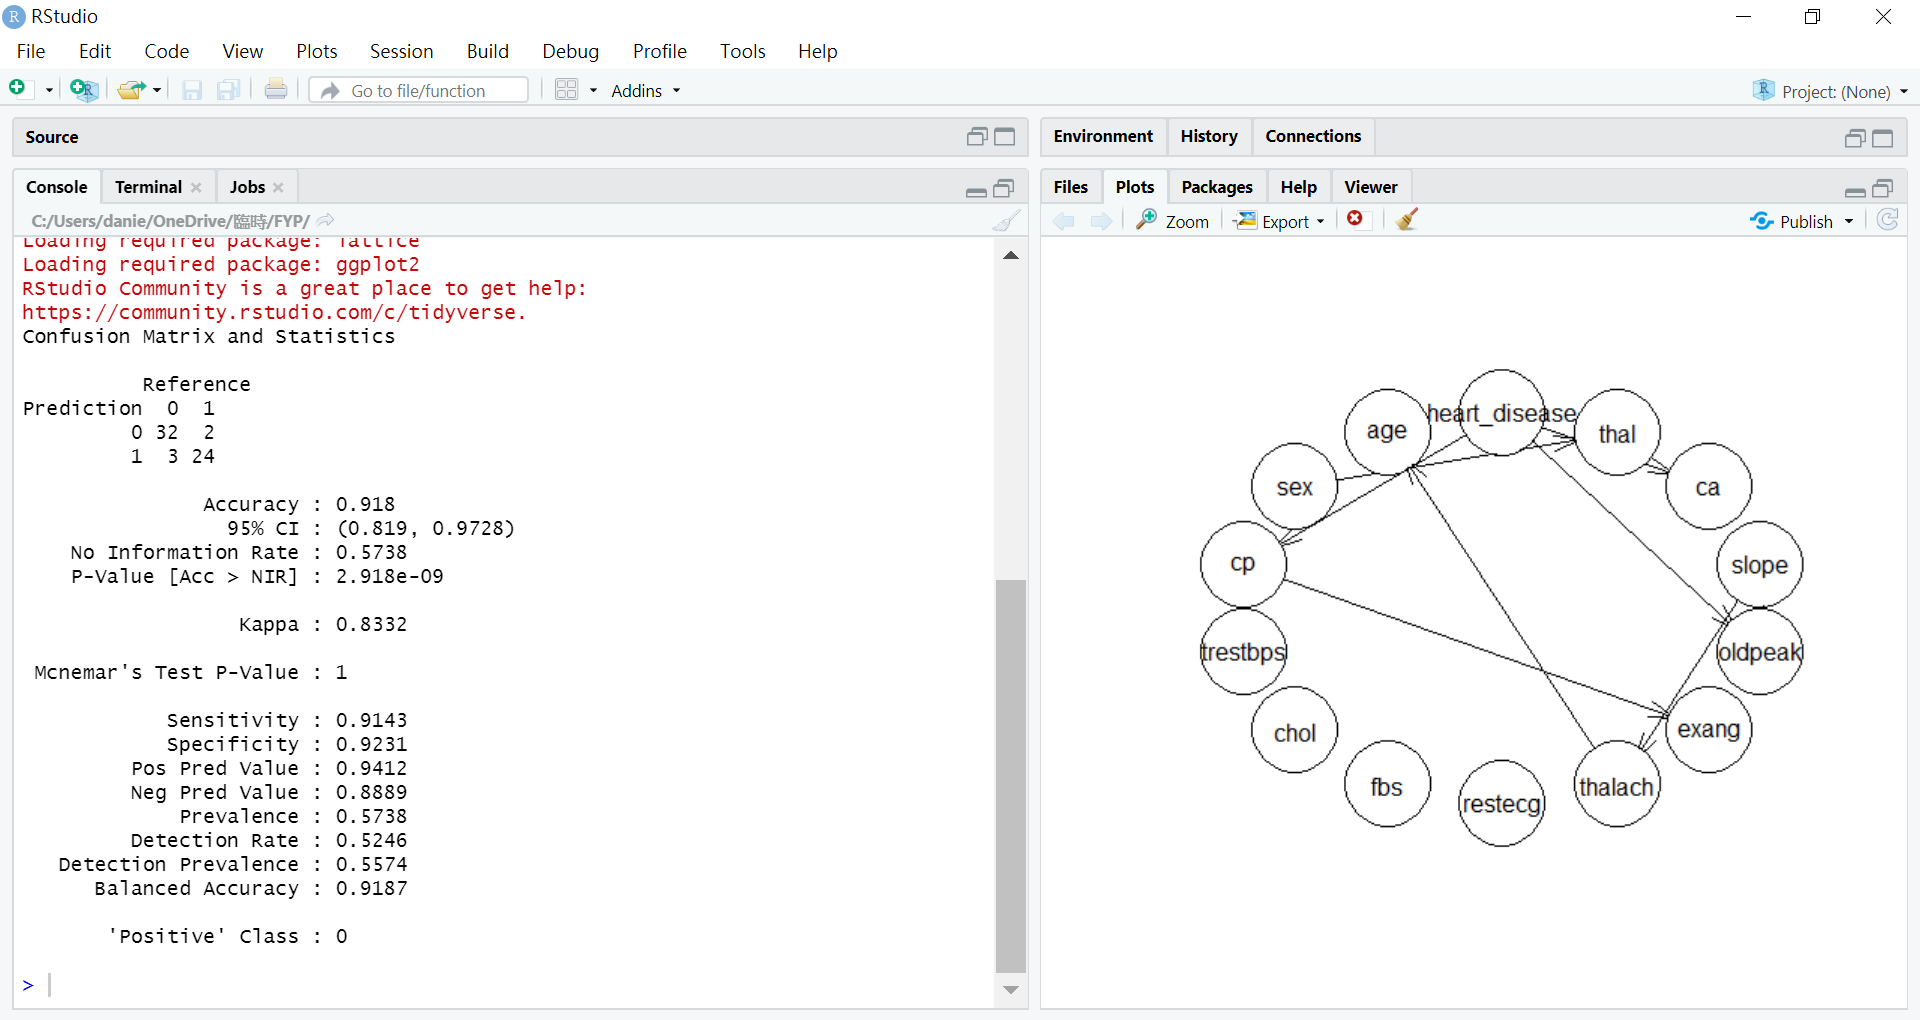 RStudio
File Edit Code View Plots Session Build Debug Profile Tools Help
Go to file/function Addins Project: (None)
Source
Console Terminal Jobs
C:/Users/danie/OneDrive/臨時/FYP/
Loading required package: lattice
Loading required package: ggplot2
RStudio Community is a great place to get help:
https://community.rstudio.com/c/tidyverse.
Confusion Matrix and Statistics
Reference
Prediction 0 1
0 32 2
1 3 24
Accuracy : 0.918
95% CI : (0.819, 0.9728)
No Information Rate : 0.5738
P-Value [Acc > NIR] : 2.918e-09
Kappa : 0.8332
Mcnemar's Test P-Value : 1
Sensitivity : 0.9143
Specificity : 0.9231
Pos Pred Value : 0.9412
Neg Pred Value : 0.8889
Prevalence : 0.5738
Detection Rate : 0.5246
Detection Prevalence : 0.5574
Balanced Accuracy : 0.9187
'Positive' Class : 0
>
Environment History Connections
Files Plots Packages Help Viewer
Zoom Export Publish
heart_disease
age
thal
sex
ca
cp
slope
trestbps
oldpeak
chol
exang
fbs
thalach
restecg